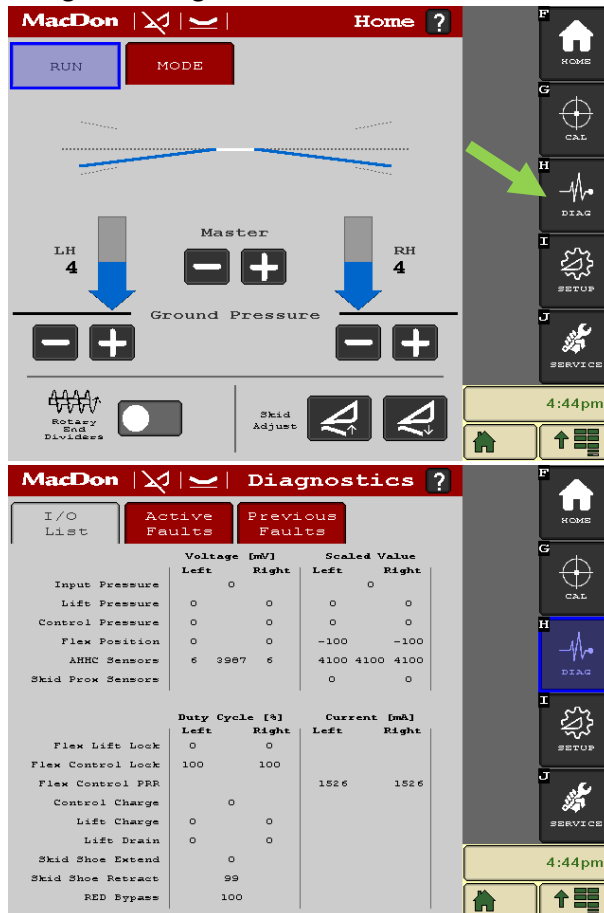 MacDon Home ?
RUN MODE
Master
LH
4
RH
4
Ground Pressure
Rotary
End
Dividers
Skid
Adjust
F
HOME
G
CAL
H
DIAG
I
SETUP
J
SERVICE
4:44pm
MacDon Diagnostics ?
I/O
List
Active
Faults
Previous
Faults
Voltage [mV] Scaled Value
Left Right Left Right
Input Pressure 0 0
Lift Pressure 0 0 0 0
Control Pressure 0 0 0 0
Flex Position 0 0 -100 -100
AHHC Sensors 6 3987 6 4100 4100 4100
Skid Prox Sensors 0 0
Duty Cycle [%] Current [mA]
Left Right Left Right
Flex Lift Lock 0 0
Flex Control Lock 100 100
Flex Control PRR 1526 1526
Control Charge 0
Lift Charge 0 0
Lift Drain 0 0
Skid Shoe Extend 0
Skid Shoe Retract 99
RED Bypass 100
F
HOME
G
CAL
H
DIAG
I
SETUP
J
SERVICE
4:44pm